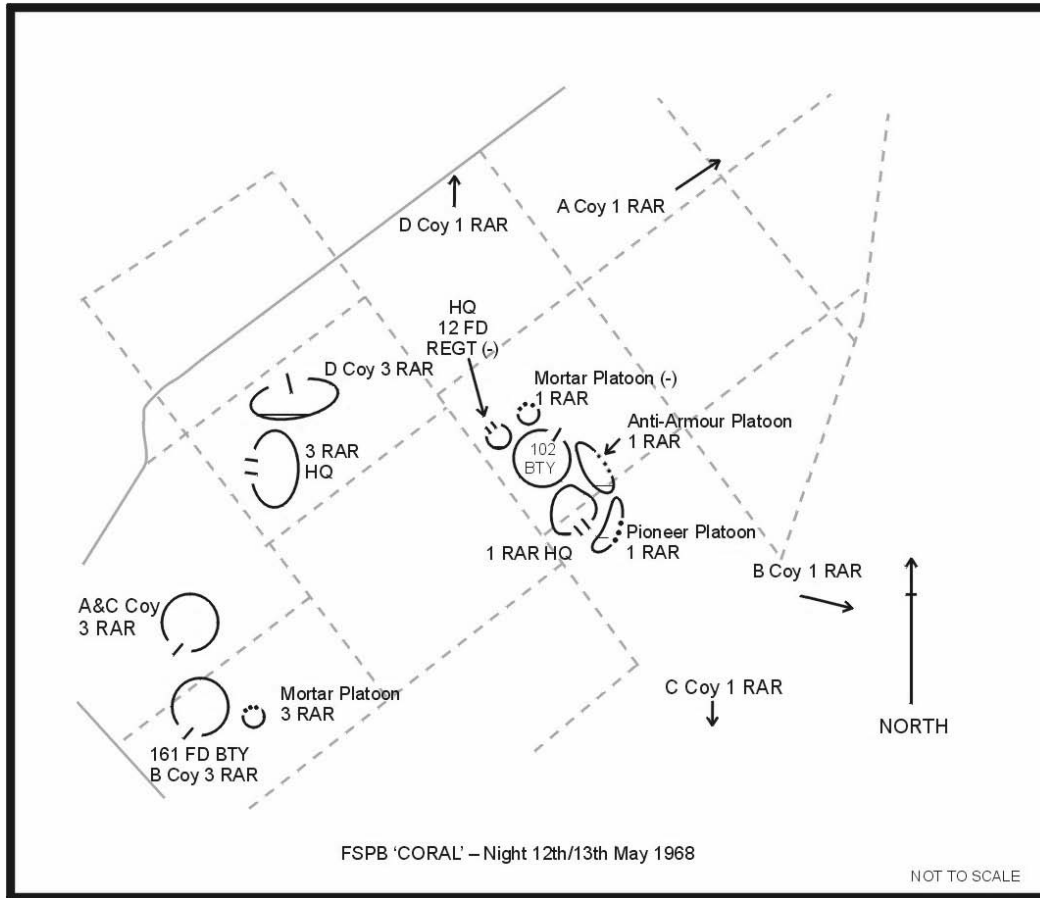 A Coy 1 RAR
D Coy 1 RAR
HQ
12 FD
REGT (-)
D Coy 3 RAR
Mortar Platoon (-)
1 RAR
Anti-Armour Platoon
1 RAR
102
BTY
3 RAR
HQ
1 RAR HQ
Pioneer Platoon
1 RAR
B Coy 1 RAR
A&C Coy
3 RAR
C Coy 1 RAR
Mortar Platoon
3 RAR
NORTH
161 FD BTY
B Coy 3 RAR
FSPB 'CORAL' – Night 12th/13th May 1968
NOT TO SCALE